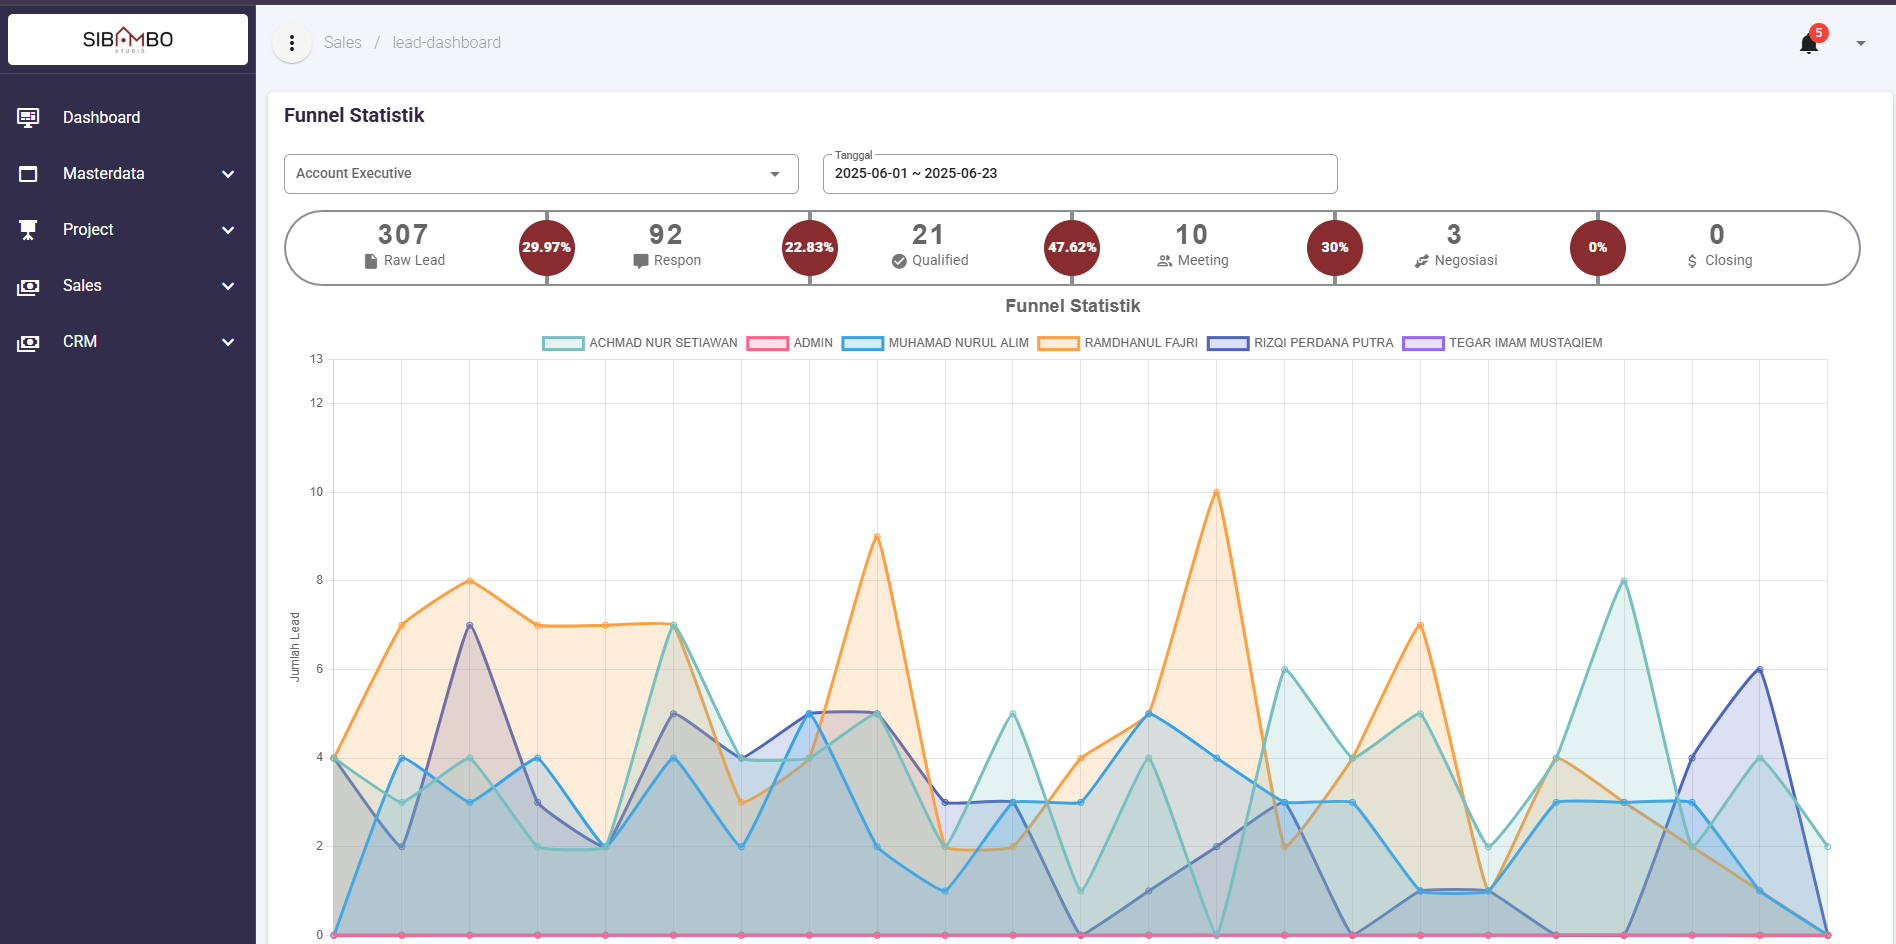 SIBAMBO
STUDIO
Sales / lead-dashboard
5
Dashboard
Masterdata
Project
Sales
CRM
Funnel Statistik
Account Executive
Tanggal
2025-06-01 ~ 2025-06-23
307
Raw Lead
29.97%
92
Respon
22.83%
21
Qualified
47.62%
10
Meeting
30%
3
Negosiasi
0%
0
Closing
Funnel Statistik
ACHMAD NUR SETIAWAN ADMIN MUHAMAD NURUL ALIM RAMDHANUL FAJRI RIZQI PERDANA PUTRA TEGAR IMAM MUSTAQIEM
Jumlah Lead
13
12
10
8
6
4
2
0